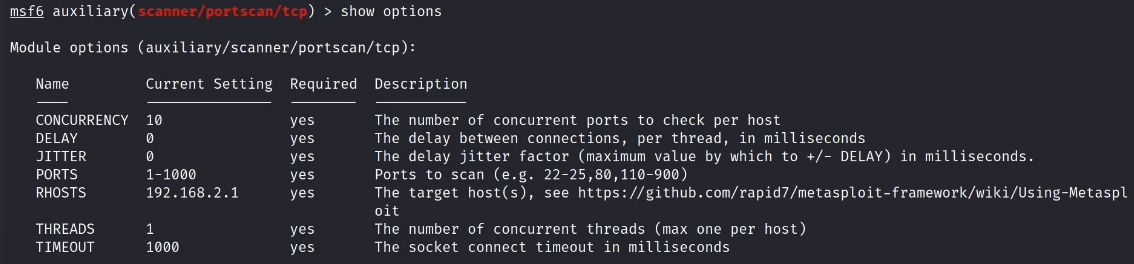 msf6 auxiliary(scanner/portscan/tcp) > show options
Module options (auxiliary/scanner/portscan/tcp):
Name Current Setting Required Description
CONCURRENCY 10 yes The number of concurrent ports to check per host
DELAY 0 yes The delay between connections, per thread, in milliseconds
JITTER 0 yes The delay jitter factor (maximum value by which to +/- DELAY) in milliseconds.
PORTS 1-1000 yes Ports to scan (e.g. 22-25,80,110-900)
RHOSTS 192.168.2.1 yes The target host(s), see https://github.com/rapid7/metasploit-framework/wiki/Using-Metaspl
oit
THREADS 1 yes The number of concurrent threads (max one per host)
TIMEOUT 1000 yes The socket connect timeout in milliseconds